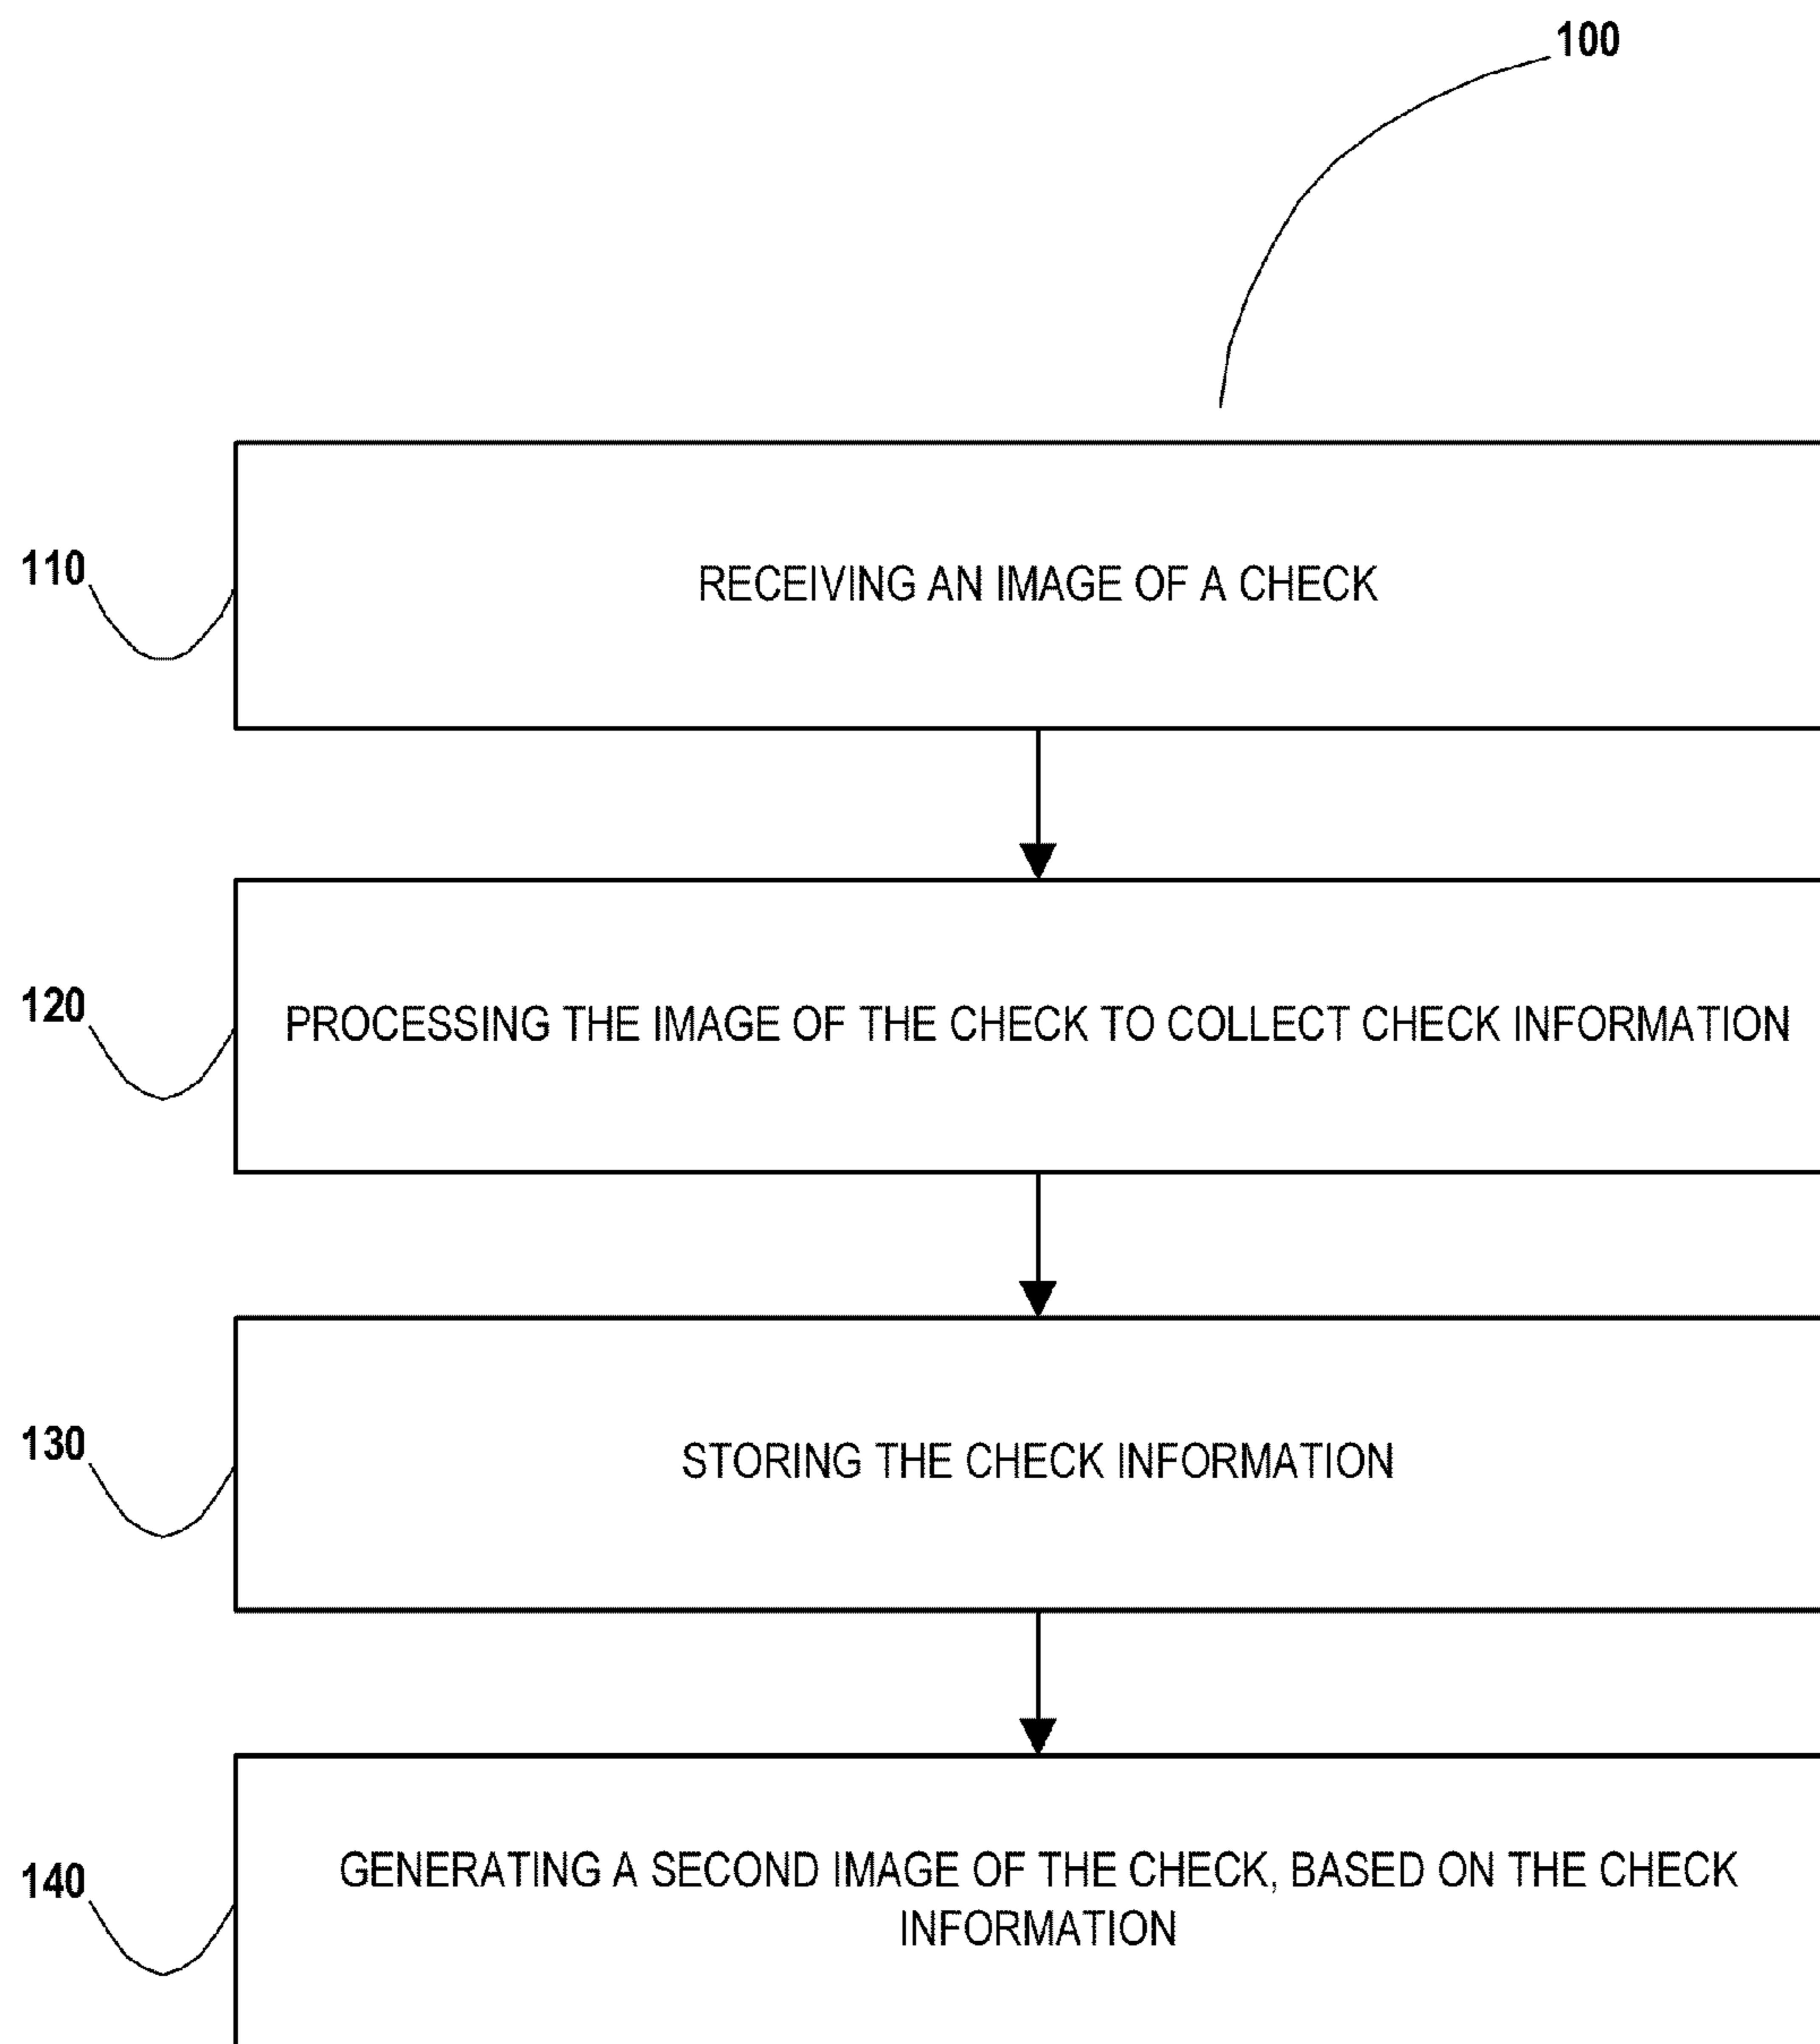 100
110
RECEIVING AN IMAGE OF A CHECK
120
PROCESSING THE IMAGE OF THE CHECK TO COLLECT CHECK INFORMATION
130
STORING THE CHECK INFORMATION
140
GENERATING A SECOND IMAGE OF THE CHECK, BASED ON THE CHECK
INFORMATION